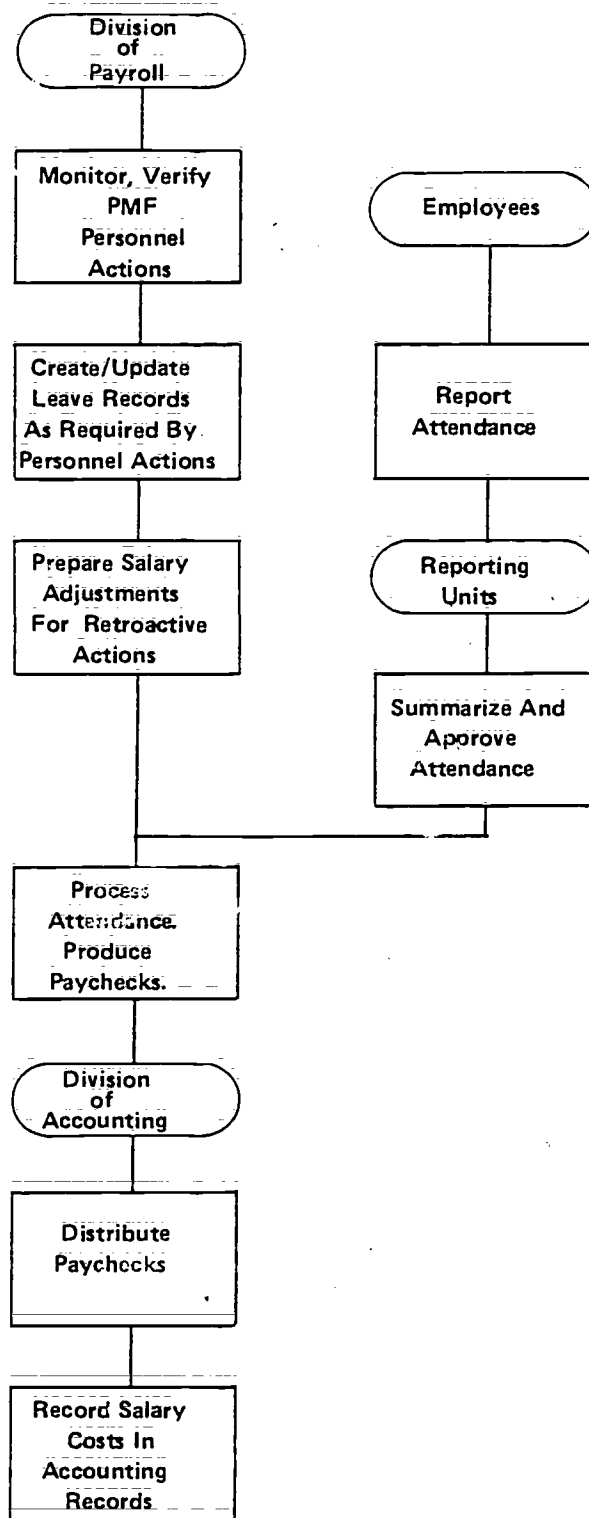 Division
of
Payroll
Monitor, Verify
PMF
Personnel
Actions
Create/Update
Leave Records
As Required By
Personnel Actions
Prepare Salary
Adjustments
For Retroactive
Actions
Employees
Report
Attendance
Reporting
Units
Summarize And
Approve
Attendance
Process
Attendance.
Produce
Paychecks.
Division
of
Accounting
Distribute
Paychecks
Record Salary
Costs In
Accounting
Records